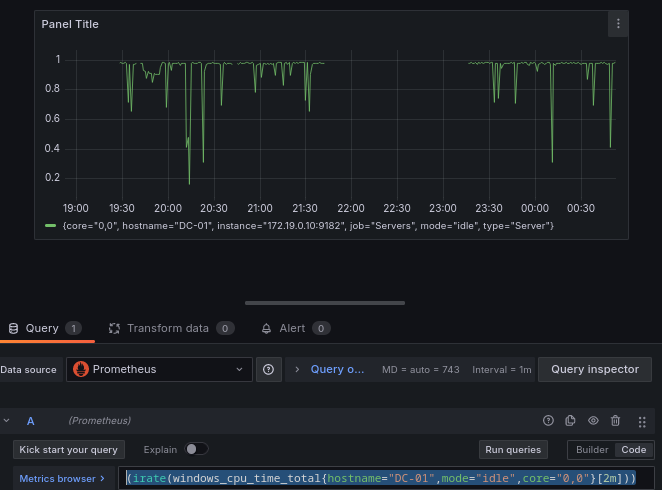 Panel Title
1
0.8
0.6
0.4
0.2
19:00 19:30 20:00 20:30 21:00 21:30 22:00 22:30 23:00 23:30 00:00 00:30
{core="0,0", hostname="DC-01", instance="172.19.0.10:9182", job="Servers", mode="idle", type="Server"}
Query 1 Transform data 0 Alert 0
Data source Prometheus Query o... MD = auto = 743 Interval = 1m Query inspector
A (Prometheus)
Kick start your query Explain Run queries Builder Code
Metrics browser > (irate(windows_cpu_time_total{hostname="DC-01",mode="idle",core="0,0"}[2m]))